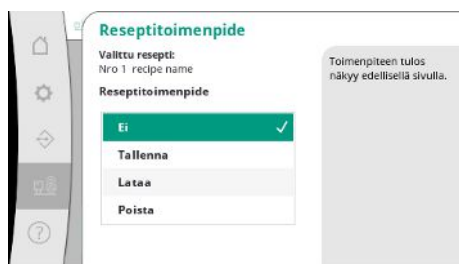 Reseptitoimenpide
Valittu resepti:
Nro 1 recipe name
Reseptitoimenpide
Ei
Tallenna
Lataa
Poista
Toimenpiteen tulos
näkyy edellisellä sivulla.